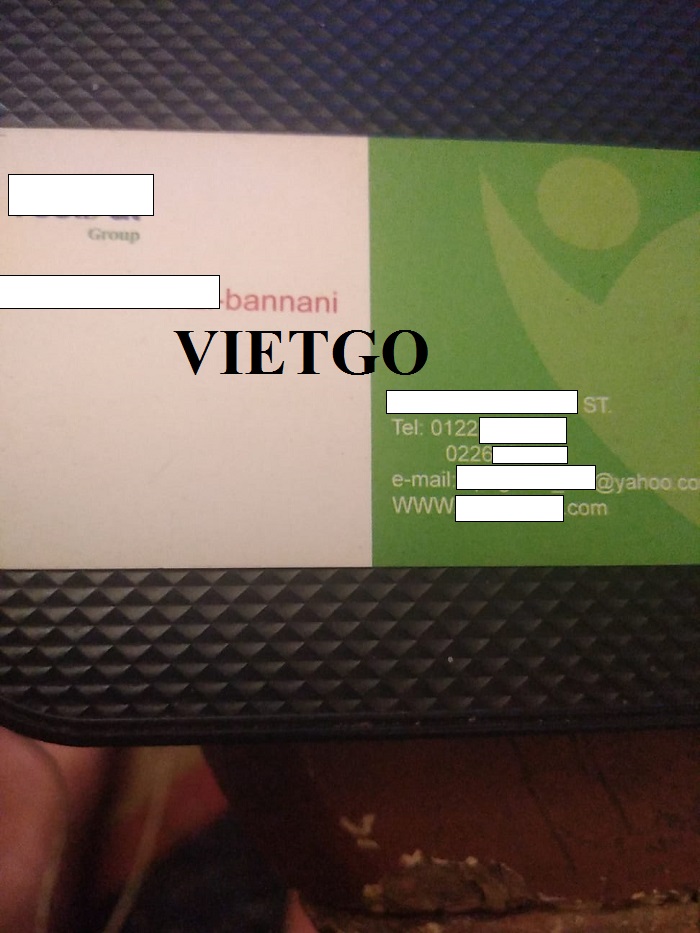 Group
-bannani
VIETGO
ST.
Tel: 0122
0226
e-mail @yahoo.co
WWW .com